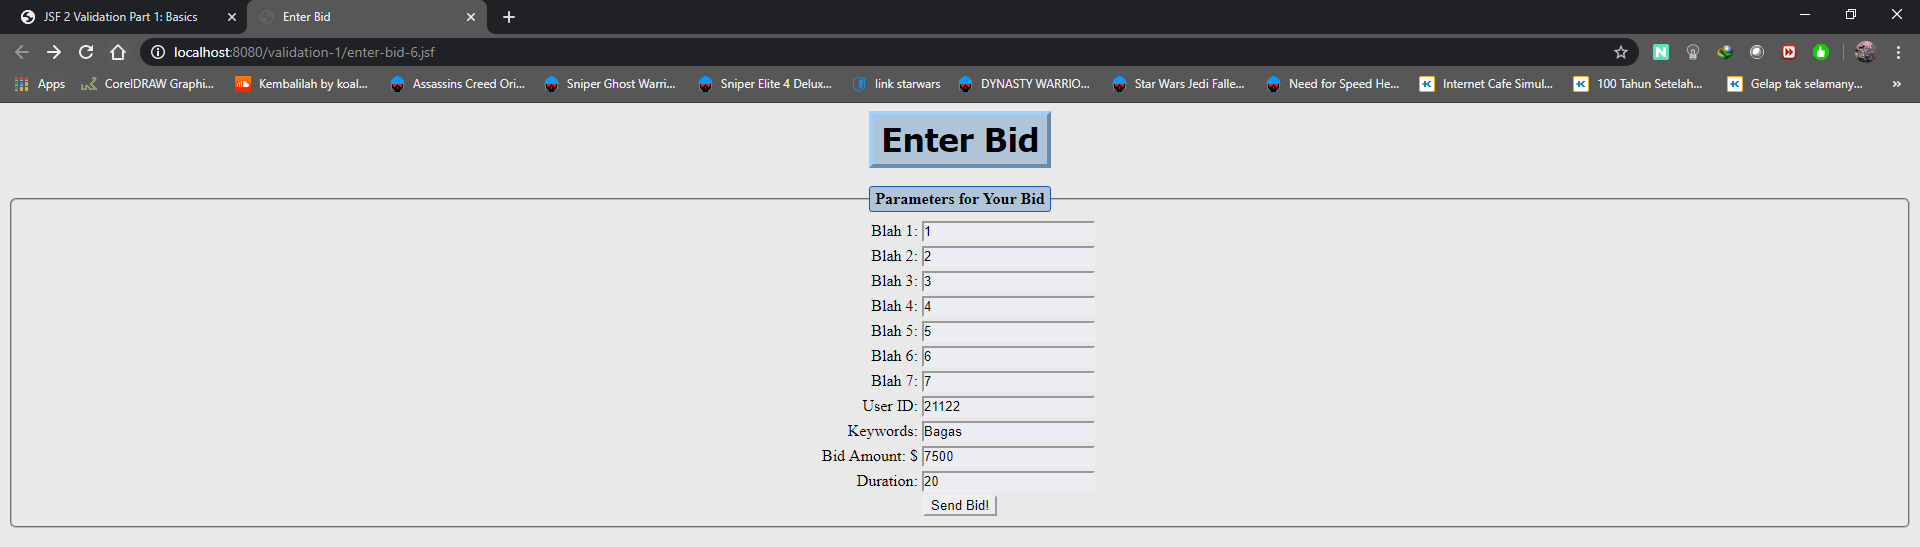 JSF 2 Validation Part 1: Basics
Enter Bid
localhost:8080/validation-1/enter-bid-6.jsf
Apps CorelDRAW Graphi... Kembalilah by koal... Assassins Creed Ori... Sniper Ghost Warri... Sniper Elite 4 Delux... link starwars DYNASTY WARRIO... Star Wars Jedi Falle... Need for Speed He... Internet Cafe Simul... 100 Tahun Setelah... Gelap tak selamany... »
Enter Bid
Parameters for Your Bid
Blah 1: 1
Blah 2: 2
Blah 3: 3
Blah 4: 4
Blah 5: 5
Blah 6: 6
Blah 7: 7
User ID: 21122
Keywords: Bagas
Bid Amount: $ 7500
Duration: 20
Send Bid!